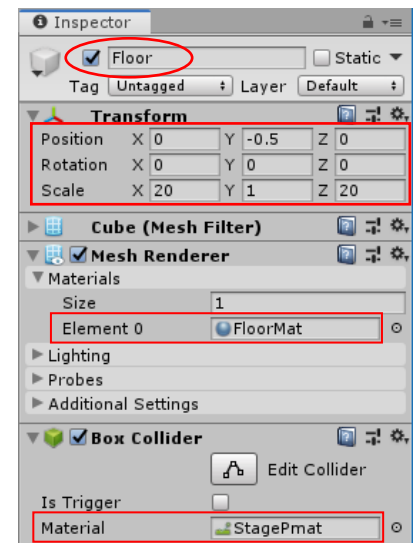 Inspector
Floor Static
Tag Untagged Layer Default
Transform
Position X 0 Y -0.5 Z 0
Rotation X 0 Y 0 Z 0
Scale X 20 Y 1 Z 20
Cube (Mesh Filter)
Mesh Renderer
Materials
Size 1
Element 0 FloorMat
Lighting
Probes
Additional Settings
Box Collider
Edit Collider
Is Trigger
Material StagePmat